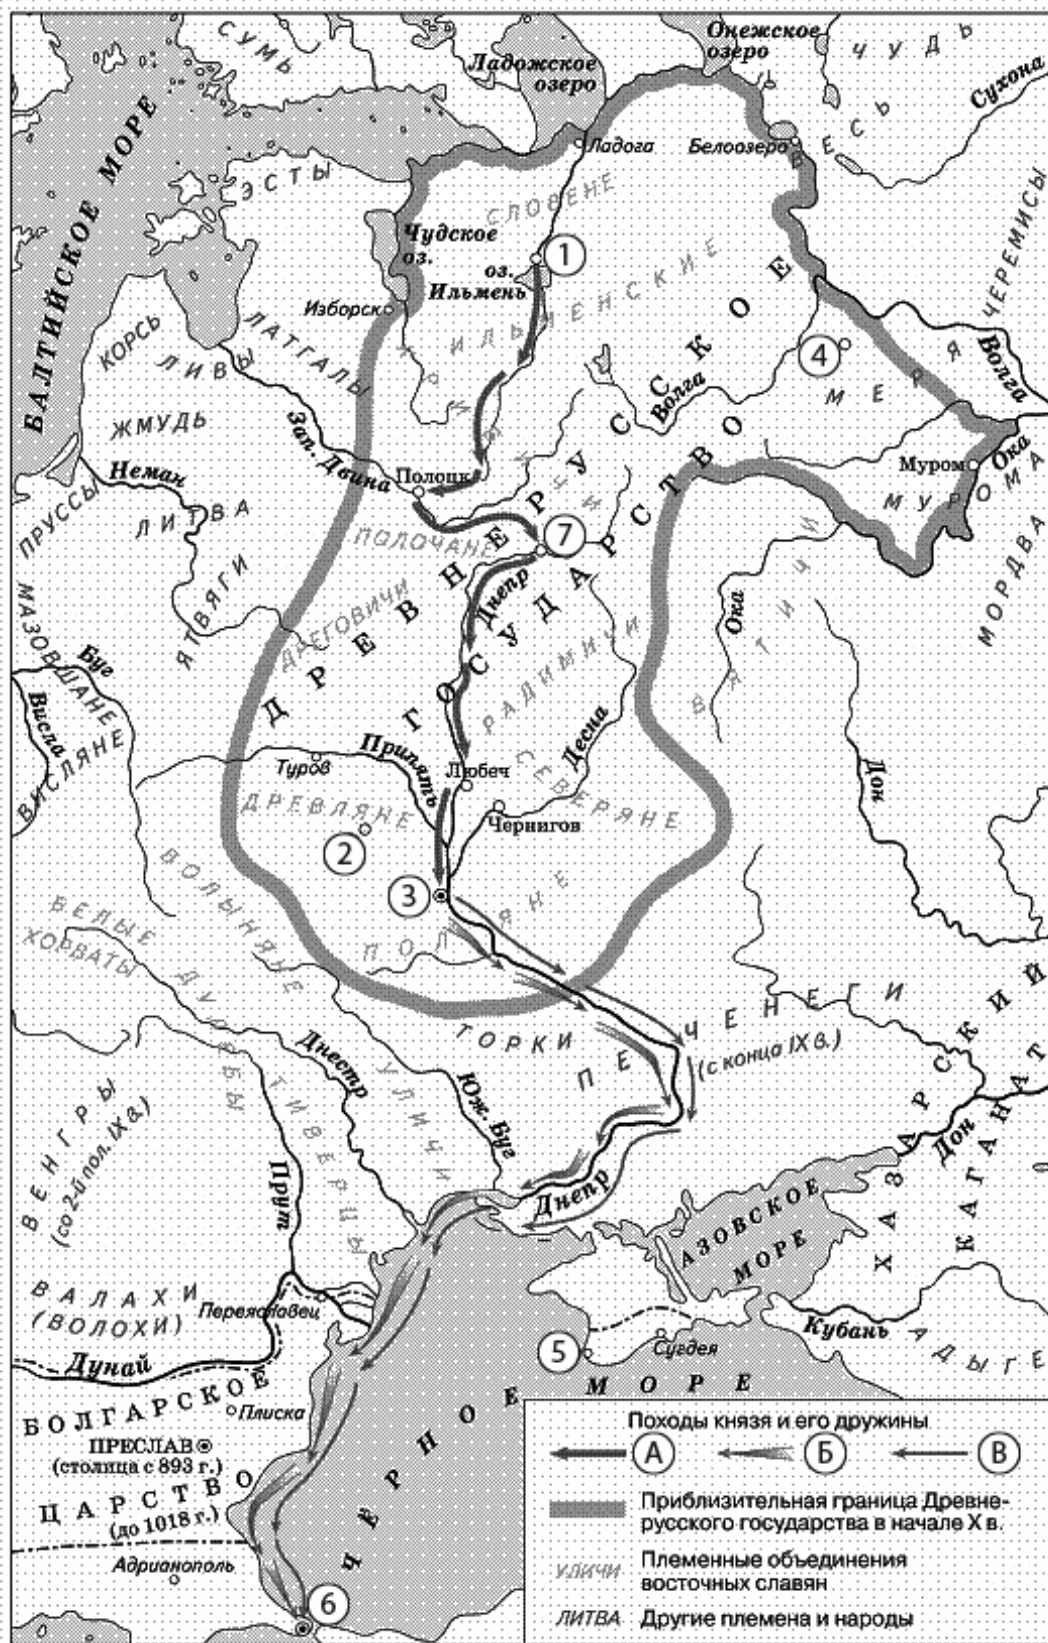 СУМЬ
Ладожское
озеро
Онежское
озеро
ЧУДЬ
Сухона
ВЕСЬ
БАЛТИЙСКОЕ МОРЕ
Ладога
Белоозеро
ЭСТЫ
СЛОВЕНЕ
ИЛЬМЕНСКИЕ
Чудское
оз.
1
оз.
Ильмень
ЧЕРЕМИСЫ
Изборск
КОРСЬ
ЛИВЫ
ЛАТГАЛЫ
4
Волга
Волга
МЕРЯ
ЖМУДЬ
Зап. Двина
КРИВИЧИ
Неман
Полоцк
Муром
Ока
МУРОМА
ПРУССЫ
ЛИТВА
ПОЛОЧАНЕ
7
МОРДВА
ДРЕВНЕРУССКОЕ
ГОСУДАРСТВО
МАЗОВШАНЕ
ЯТВЯГИ
ДРЕГОВИЧИ
Днепр
Ока
ВЯТИЧИ
Буг
РАДИМИЧИ
Висла
ВИСЛЯНЕ
Туров
Припять
Десна
Дон
Любеч
СЕВЕРЯНЕ
ДРЕВЛЯНЕ
Чернигов
2
3
ВОЛЫНЯНЕ
ПОЛЯНЕ
БЕЛЫЕ
ХОРВАТЫ
ДУЛЕБЫ
ТОРКИ
ПЕЧЕНЕГИ
(с конца IX в.)
Днестр
УЛИЧИ
Юж. Буг
ТИВЕРЦЫ
ВЕНГРЫ
(со 2-й пол. IX в.)
Прут
Днепр
Дон
ХАЗАРСКИЙ
КАГАНАТ
АЗОВСКОЕ
МОРЕ
ВАЛАХИ
(ВОЛОХИ)
Переяславец
Дунай
5
Сугдея
Кубань
АДЫГЕ
ЧЕРНОЕ МОРЕ
БОЛГАРСКОЕ
Плиска
ПРЕСЛАВ
(столица с 893 г.)
ЦАРСТВО
(до 1018 г.)
Адрианополь
6
Походы князя и его дружины
А Б В
Приблизительная граница Древне-
русского государства в начале X в.
УЛИЧИ Племенные объединения
восточных славян
ЛИТВА Другие племена и народы